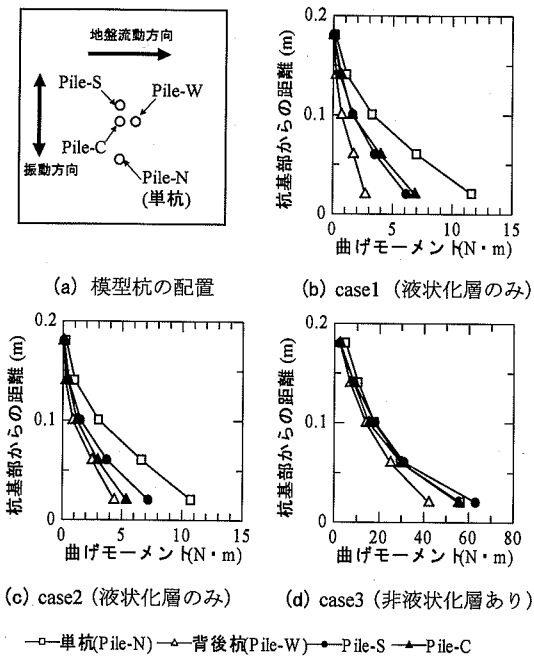 地盤流動方向
Pile-S
Pile-W
Pile-C
振動方向
Pile-N
(単杭)
(a) 模型杭の配置
杭基部からの距離 (m)
0.2
0.1
0
0 5 10 15
曲げモーメント(N・m)
(b) case1 (液状化層のみ)
杭基部からの距離 (m)
0.2
0.1
0
0 5 10 15
曲げモーメント(N・m)
(c) case2 (液状化層のみ)
杭基部からの距離 (m)
0.2
0.1
0
0 20 40 60 80
曲げモーメント(N・m)
(d) case3 (非液状化層あり)
単杭(Pile-N) 背後杭(Pile-W) Pile-S Pile-C